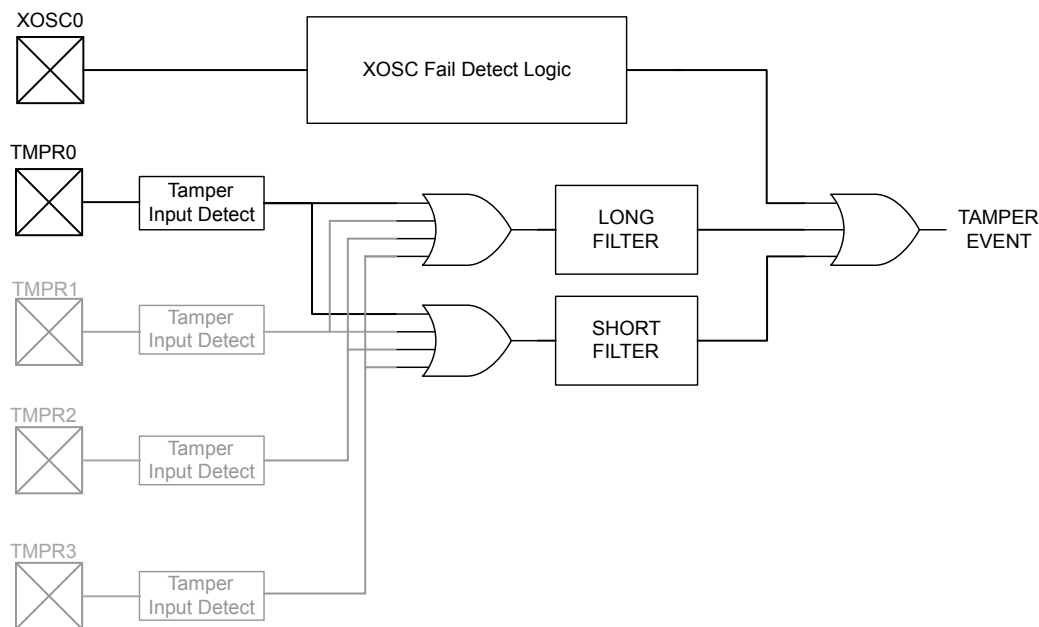 XOSC0
XOSC Fail Detect Logic
TMPR0
Tamper
Input Detect
LONG
FILTER
TAMPER
EVENT
TMPR1
Tamper
Input Detect
SHORT
FILTER
TMPR2
Tamper
Input Detect
TMPR3
Tamper
Input Detect